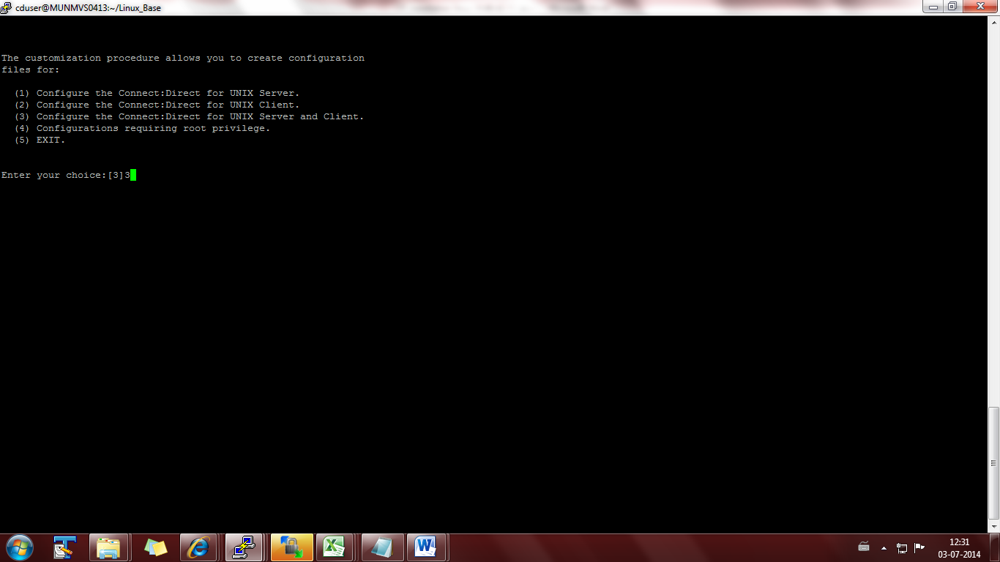 cduser@MUNMVS0413:~/Linux_Base
The customization procedure allows you to create configuration
files for:
(1) Configure the Connect:Direct for UNIX Server.
(2) Configure the Connect:Direct for UNIX Client.
(3) Configure the Connect:Direct for UNIX Server and Client.
(4) Configurations requiring root privilege.
(5) EXIT.
Enter your choice:[3]3
12:31
03-07-2014